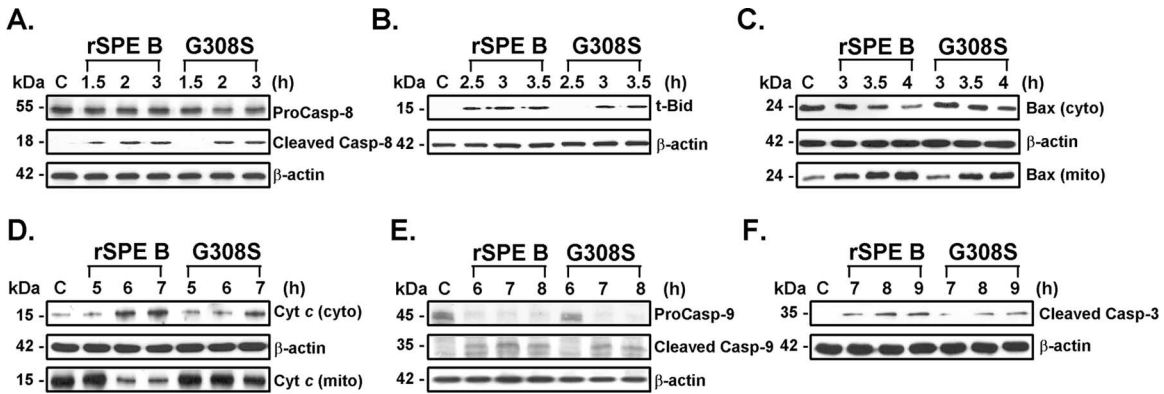 A.
rSPE B G308S
kDa C 1.5 2 3 1.5 2 3 (h)
55 - ProCasp-8
18 - Cleaved Casp-8
42 - β-actin
B.
rSPE B G308S
kDa C 2.5 3 3.5 2.5 3 3.5 (h)
15 - t-Bid
42 - β-actin
C.
rSPE B G308S
kDa C 3 3.5 4 3 3.5 4 (h)
24 - Bax (cyto)
42 - β-actin
24 - Bax (mito)
D.
rSPE B G308S
kDa C 5 6 7 5 6 7 (h)
15 - Cyt c (cyto)
42 - β-actin
15 - Cyt c (mito)
E.
rSPE B G308S
kDa C 6 7 8 6 7 8 (h)
45 - ProCasp-9
35 - Cleaved Casp-9
42 - β-actin
F.
rSPE B G308S
kDa C 7 8 9 7 8 9 (h)
35 - Cleaved Casp-3
42 - β-actin